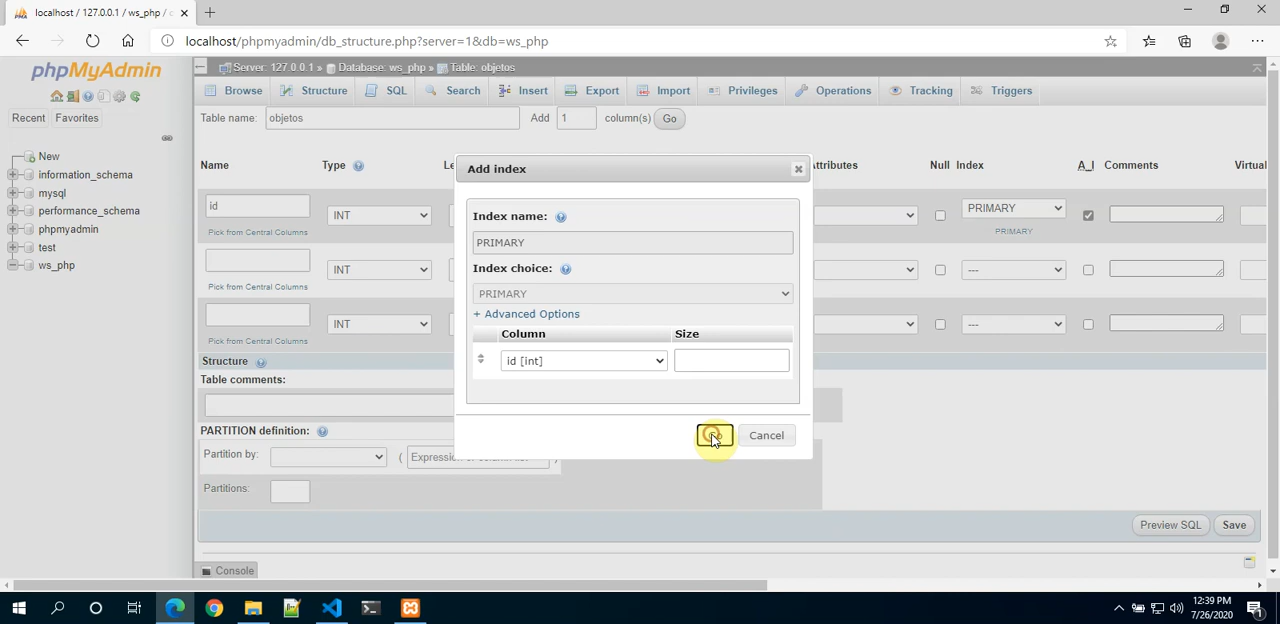 localhost / 127.0.0.1 / ws_php /
localhost/phpmyadmin/db_structure.php?server=1&db=ws_php
phpMyAdmin
Recent
Favorites
New
information_schema
mysql
performance_schema
phpmyadmin
test
ws_php
Server: 127.0.0.1 » Database: ws_php » Table: objetos
Browse
Structure
SQL
Search
Insert
Export
Import
Privileges
Operations
Tracking
Triggers
Table name:
objetos
Add
1
column(s)
Go
Name
Type
Null
Index
A_I
Comments
Virtual
id
Pick from Central Columns
INT
PRIMARY
PRIMARY
Pick from Central Columns
INT
---
Pick from Central Columns
INT
---
Structure
Table comments:
PARTITION definition:
Partition by:
(
Partitions:
Preview SQL
Save
Console
Add index
Index name:
PRIMARY
Index choice:
PRIMARY
+ Advanced Options
Column
Size
id [int]
Cancel
12:39 PM
7/26/2020
1